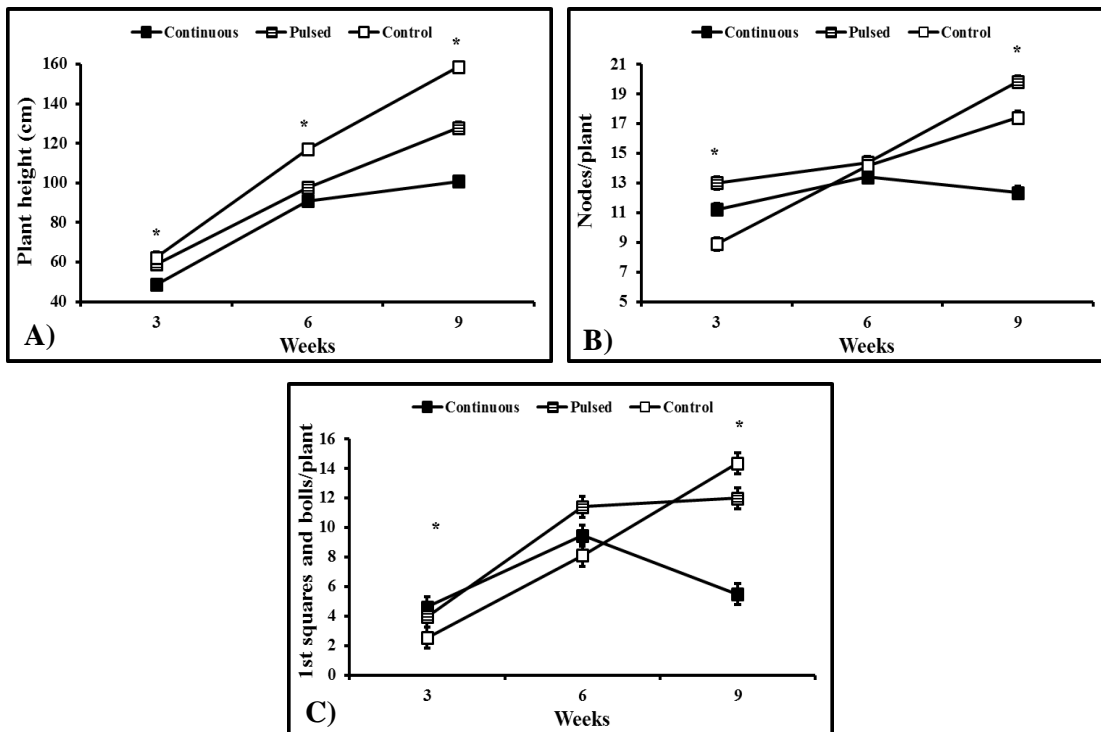 Continuous Pulsed Control
*
*
*
160
140
120
100
80
60
40
Plant height (cm)
3 6 9
A)
Weeks
Continuous Pulsed Control
*
*
21
19
17
15
13
11
9
7
5
Nodes/plant
3 6 9
B)
Weeks
Continuous Pulsed Control
*
*
16
14
12
10
8
6
4
2
0
1st squares and bolls/plant
3 6 9
C)
Weeks